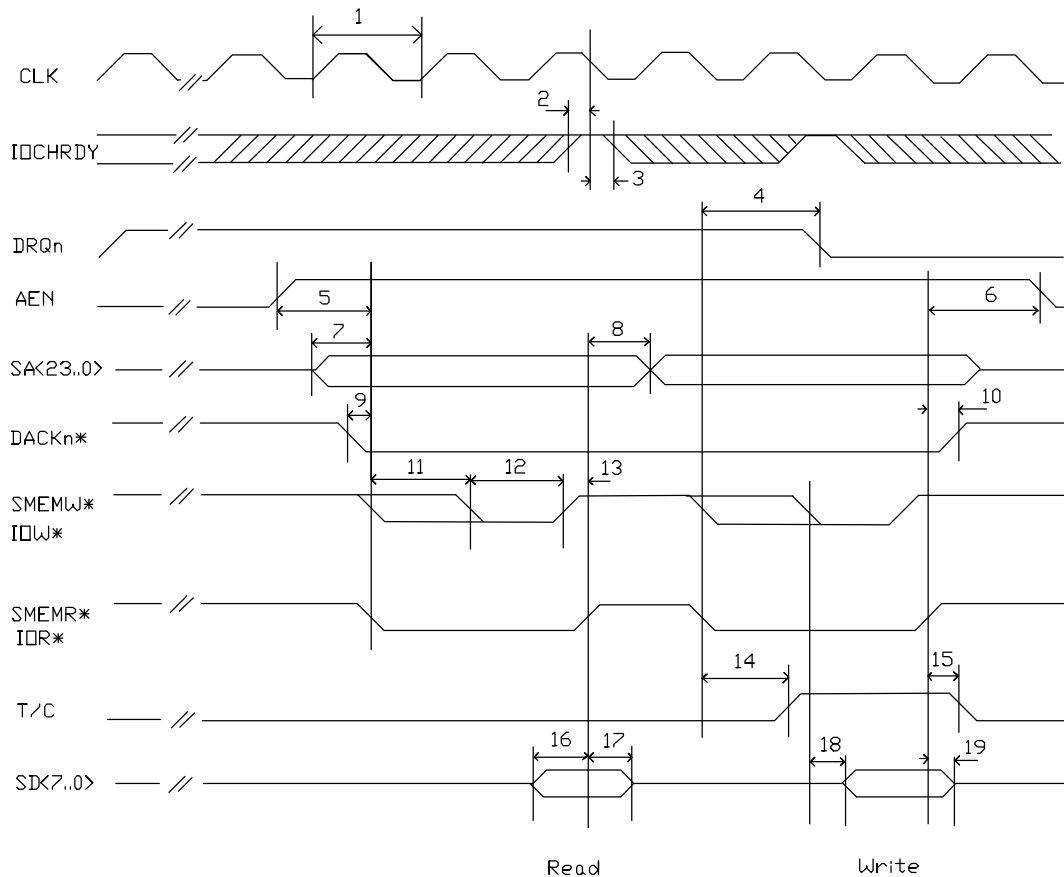 1
CLK
2
IOCHRDY
3
4
DRQn
AEN
5
6
7
8
SA<23..0>
9
10
DACKn*
11
12
13
SMEMW*
IOW*
SMEMR*
IOR*
14
15
T/C
16
17
18
19
SD<7..0>
Read
Write